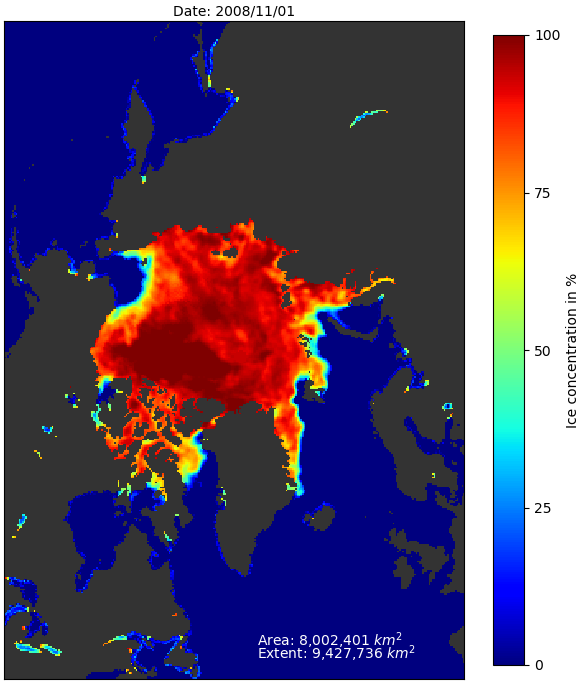 Date: 2008/11/01
100
75
50
25
0
Ice concentration in %
Area: 8,002,401 km²
Extent: 9,427,736 km²